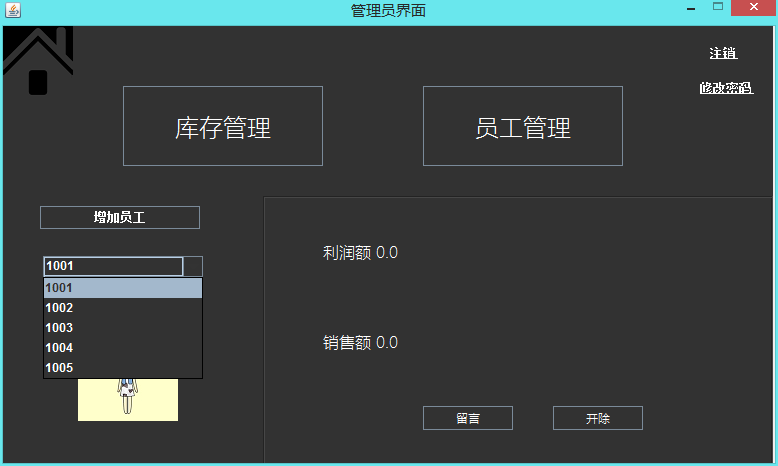 管理员界面
注销
修改密码
库存管理
员工管理
增加员工
1001
1001
1002
1003
1004
1005
利润额 0.0
销售额 0.0
留言
开除